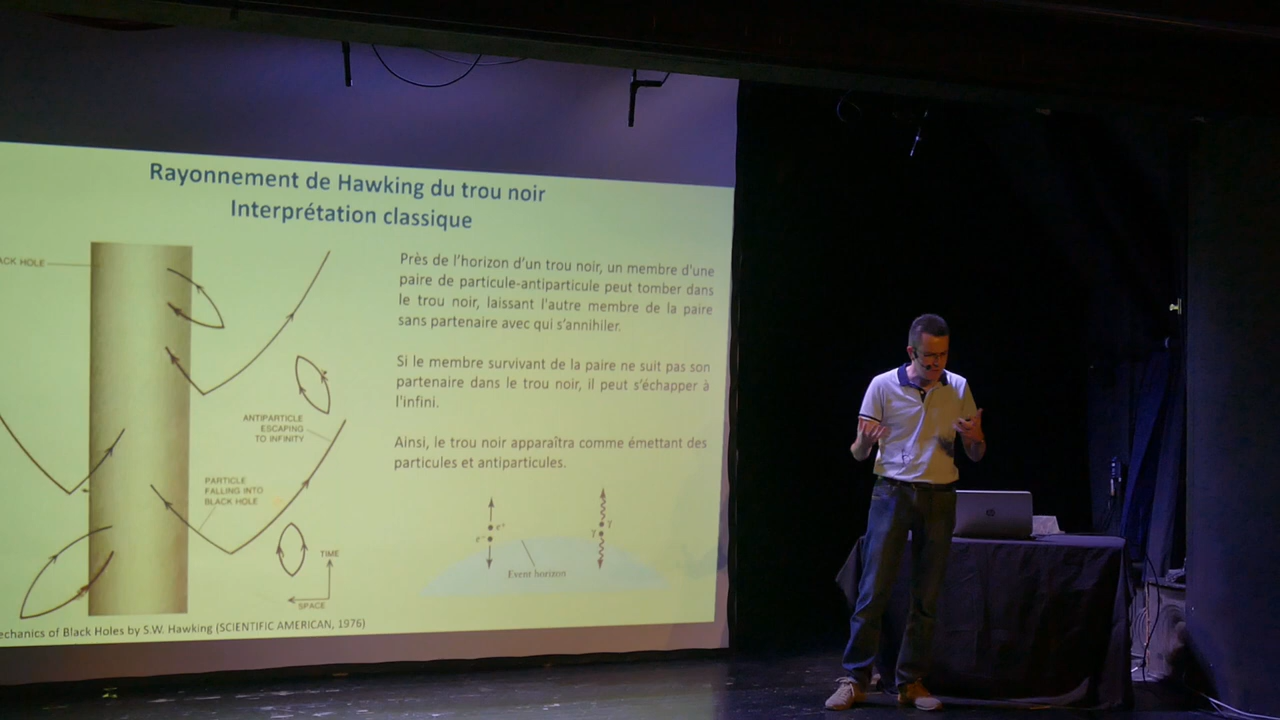 Rayonnement de Hawking du trou noir
Interprétation classique
ACK HOLE
Près de l’horizon d’un trou noir, un membre d'une
paire de particule-antiparticule peut tomber dans
le trou noir, laissant l'autre membre de la paire
sans partenaire avec qui s’annihiler.
Si le membre survivant de la paire ne suit pas son
partenaire dans le trou noir, il peut s’échapper à
l'infini.
Ainsi, le trou noir apparaîtra comme émettant des
particules et antiparticules.
ANTIPARTICLE
ESCAPING
TO INFINITY
PARTICLE
FALLING INTO
BLACK HOLE
TIME
SPACE
e+
e-
γ
γ
Event horizon
echanics of Black Holes by S.W. Hawking (SCIENTIFIC AMERICAN, 1976)
hp